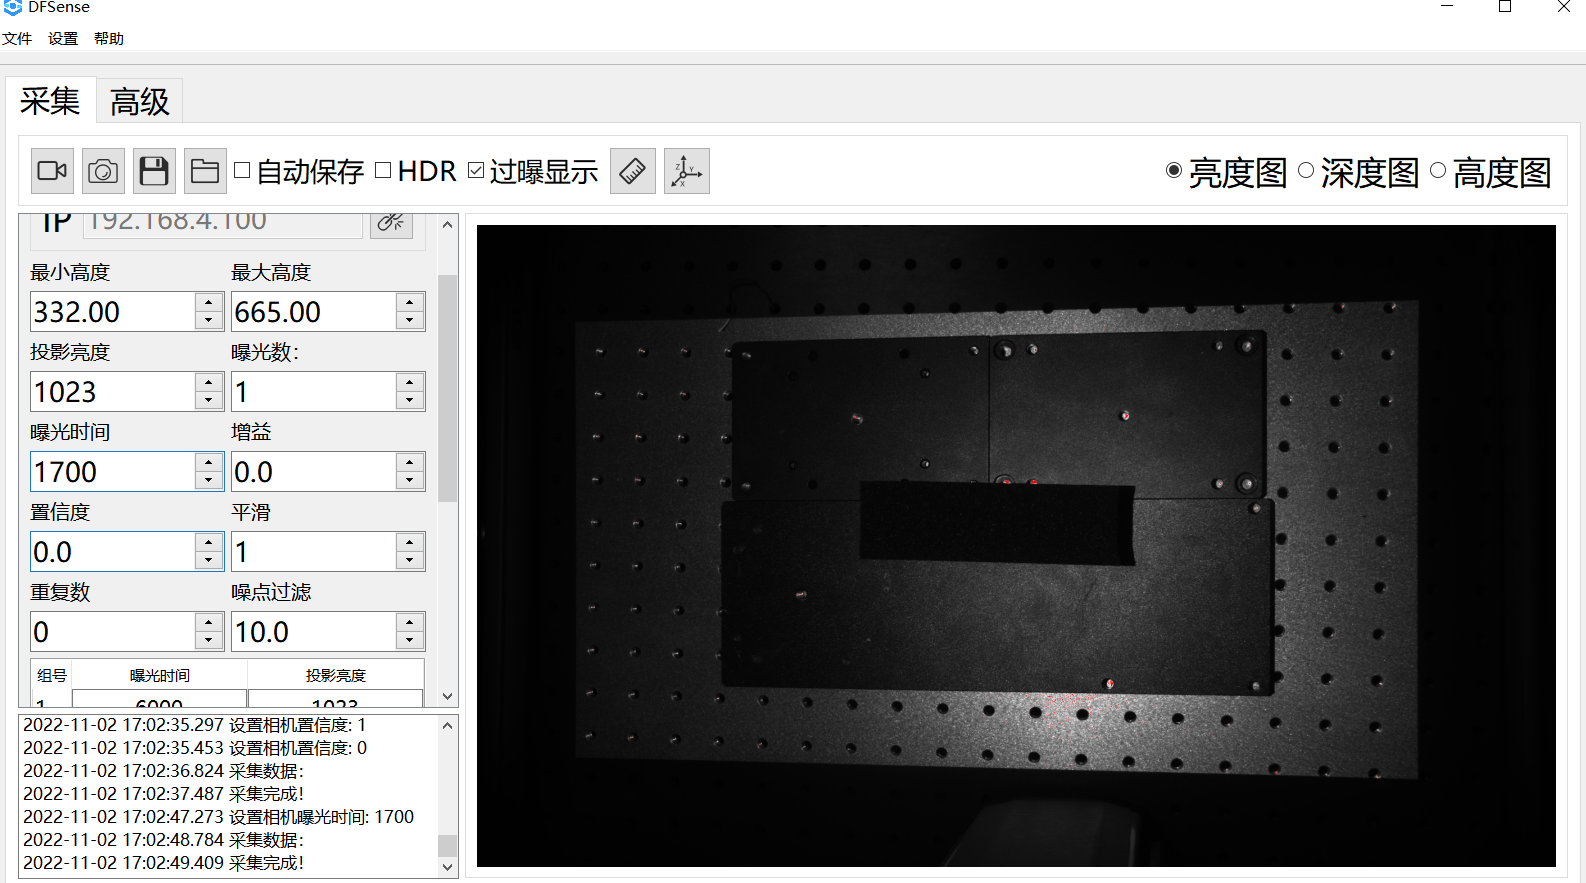 DFSense
文件 设置 帮助
采集 高级
自动保存 HDR 过曝显示 亮度图 深度图 高度图
IP 192.168.4.100
最小高度 最大高度
332.00 665.00
投影亮度 曝光数:
1023 1
曝光时间 增益
1700 0.0
置信度 平滑
0.0 1
重复数 噪点过滤
0 10.0
组号 曝光时间 投影亮度
1 6000 1023
2022-11-02 17:02:35.297 设置相机置信度: 1
2022-11-02 17:02:35.453 设置相机置信度: 0
2022-11-02 17:02:36.824 采集数据:
2022-11-02 17:02:37.487 采集完成!
2022-11-02 17:02:47.273 设置相机曝光时间: 1700
2022-11-02 17:02:48.784 采集数据:
2022-11-02 17:02:49.409 采集完成!